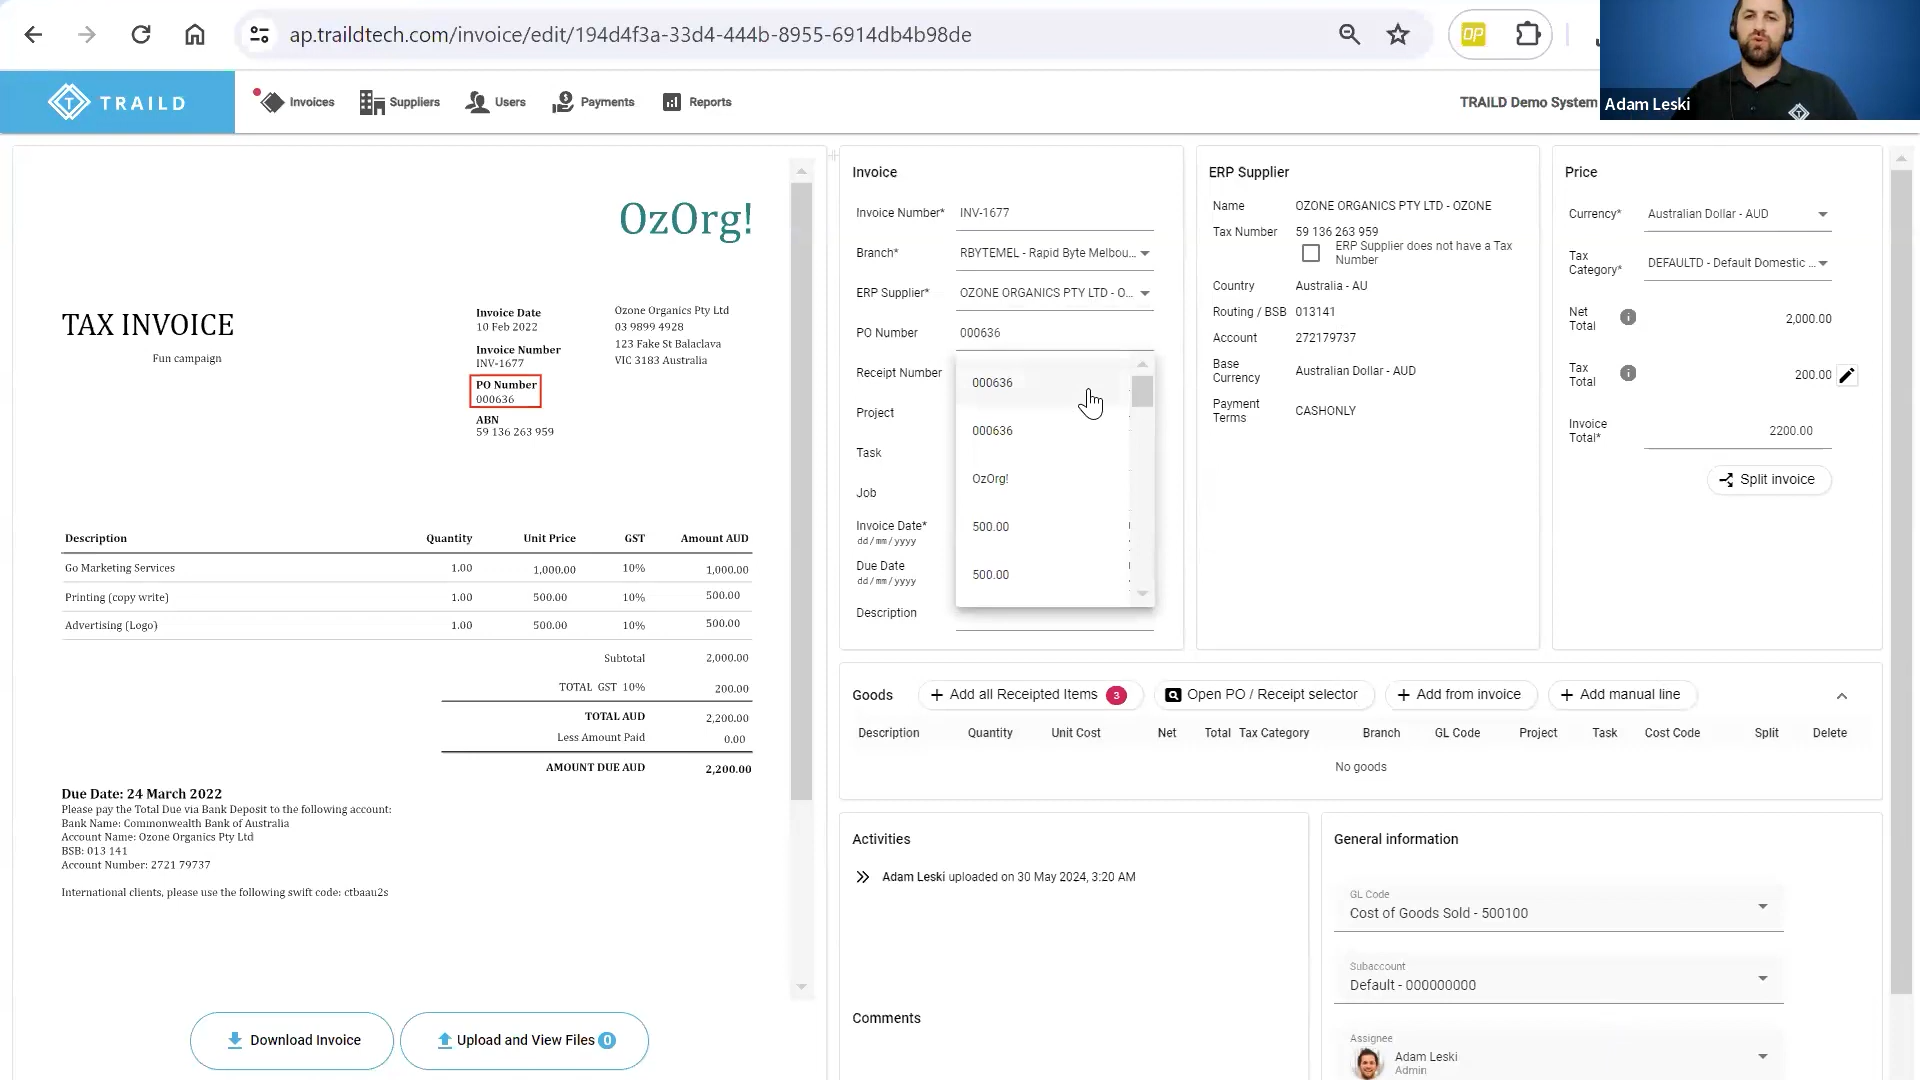 ap.traildtech.com/invoice/edit/194d4f3a-33d4-444b-8955-6914db4b98de
OP
Adam Leski
TRAILD
Invoices
Suppliers
Users
Payments
Reports
TRAILD Demo System
OzOrg!
TAX INVOICE
Fun campaign
Invoice Date
10 Feb 2022
Invoice Number
INV-1677
PO Number
000636
ABN
59 136 263 959
Ozone Organics Pty Ltd
03 9899 4928
123 Fake St Balaclava
VIC 3183 Australia
Description Quantity Unit Price GST Amount AUD
Go Marketing Services 1.00 1,000.00 10% 1,000.00
Printing (copy write) 1.00 500.00 10% 500.00
Advertising (Logo) 1.00 500.00 10% 500.00
Subtotal 2,000.00
TOTAL GST 10% 200.00
TOTAL AUD 2,200.00
Less Amount Paid 0.00
AMOUNT DUE AUD 2,200.00
Due Date: 24 March 2022
Please pay the Total Due via Bank Deposit to the following account:
Bank Name: Commonwealth Bank of Australia
Account Name: Ozone Organics Pty Ltd
BSB: 013 141
Account Number: 2721 79737
International clients, please use the following swift code: ctbaau2s
Download Invoice
Upload and View Files 0
Invoice
Invoice Number* INV-1677
Branch* RBYTEMEL - Rapid Byte Melbou...
ERP Supplier* OZONE ORGANICS PTY LTD - O...
PO Number 000636
Receipt Number
Project
Task
Job
Invoice Date*
dd/mm/yyyy
Due Date
dd/mm/yyyy
Description
000636
000636
OzOrg!
500.00
500.00
ERP Supplier
Name OZONE ORGANICS PTY LTD - OZONE
Tax Number 59 136 263 959
ERP Supplier does not have a Tax
Number
Country Australia - AU
Routing / BSB 013141
Account 272179737
Base
Currency
Australian Dollar - AUD
Payment
Terms
CASHONLY
Price
Currency* Australian Dollar - AUD
Tax
Category*
DEFAULTD - Default Domestic ...
Net
Total
2,000.00
Tax
Total
200.00
Invoice
Total*
2200.00
Split invoice
Goods
Add all Receipted Items 3
Open PO / Receipt selector
Add from invoice
Add manual line
Description Quantity Unit Cost Net Total Tax Category Branch GL Code Project Task Cost Code Split Delete
No goods
Activities
Adam Leski uploaded on 30 May 2024, 3:20 AM
Comments
General information
GL Code
Cost of Goods Sold - 500100
Subaccount
Default - 000000000
Assignee
Adam Leski
Admin